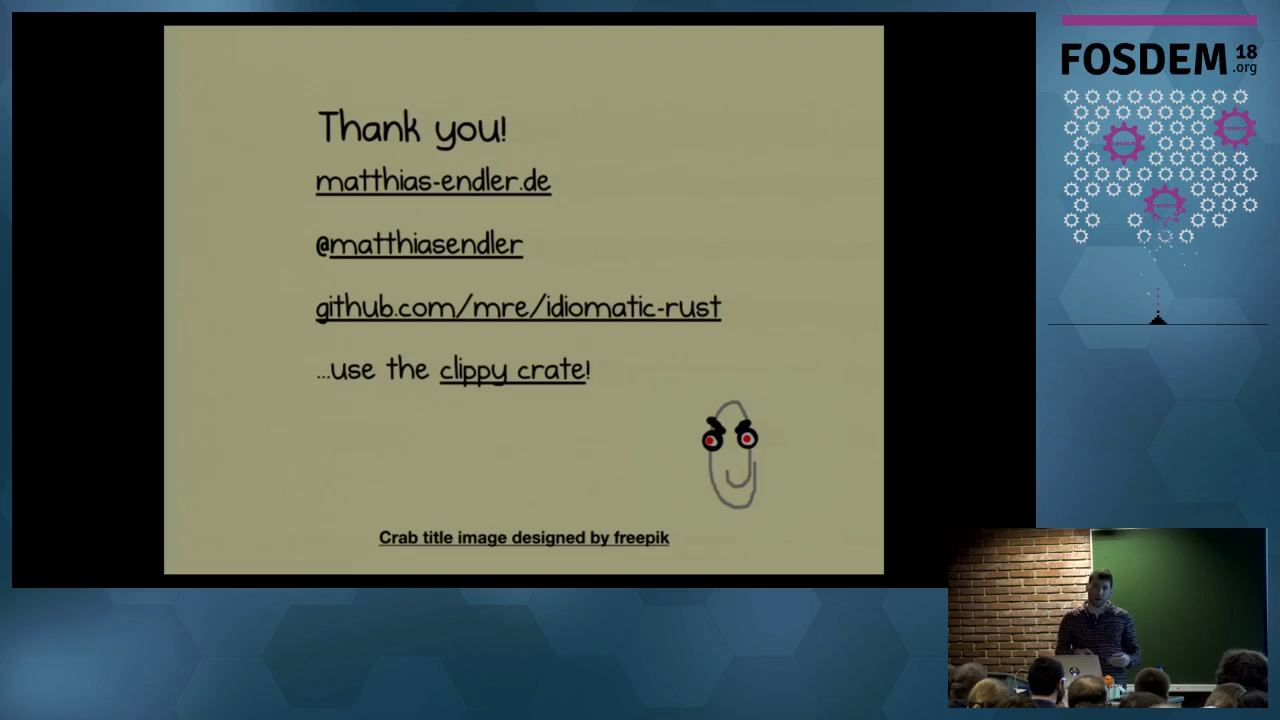 Thank you!
matthias-endler.de
@matthiasendler
github.com/mre/idiomatic-rust
...use the clippy crate!
Crab title image designed by freepik
FOSDEM 18
.org